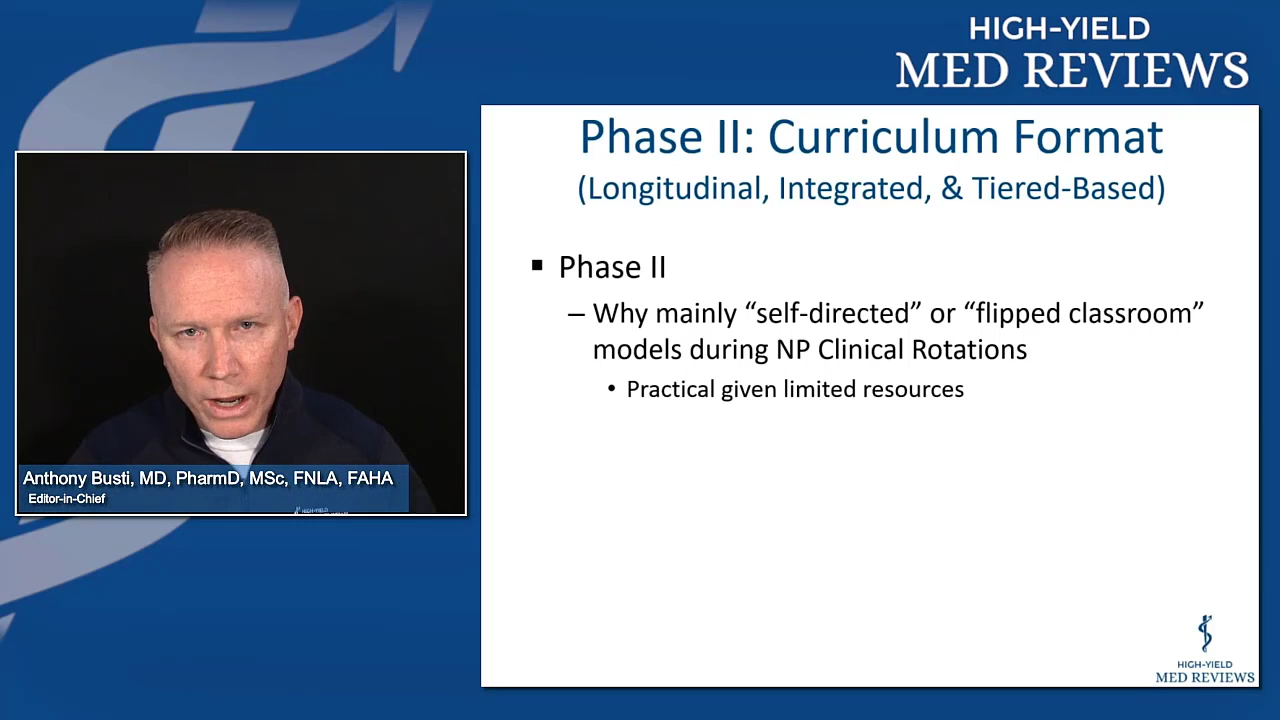 HIGH-YIELD
MED REVIEWS
Phase II: Curriculum Format
(Longitudinal, Integrated, & Tiered-Based)
▪ Phase II
– Why mainly “self-directed” or “flipped classroom”
models during NP Clinical Rotations
• Practical given limited resources
Anthony Busti, MD, PharmD, MSc, FNLA, FAHA
Editor-in-Chief
HIGH-YIELD
HIGH-YIELD
MED REVIEWS